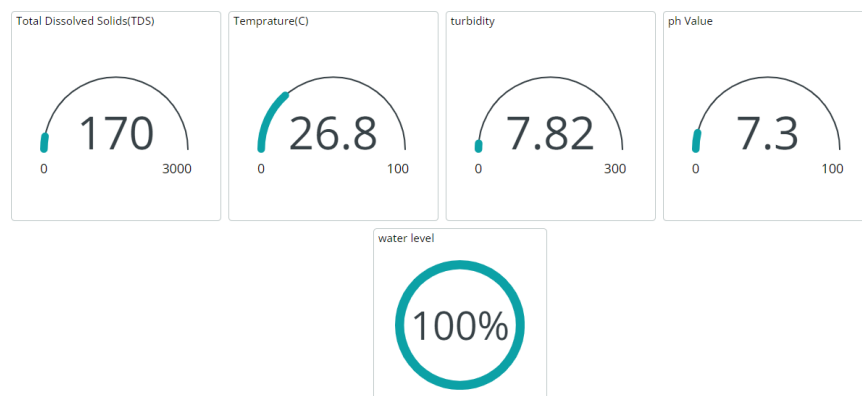 Total Dissolved Solids(TDS)
170
0 3000
Temprature(C)
26.8
0 100
turbidity
7.82
0 300
ph Value
7.3
0 100
water level
100%